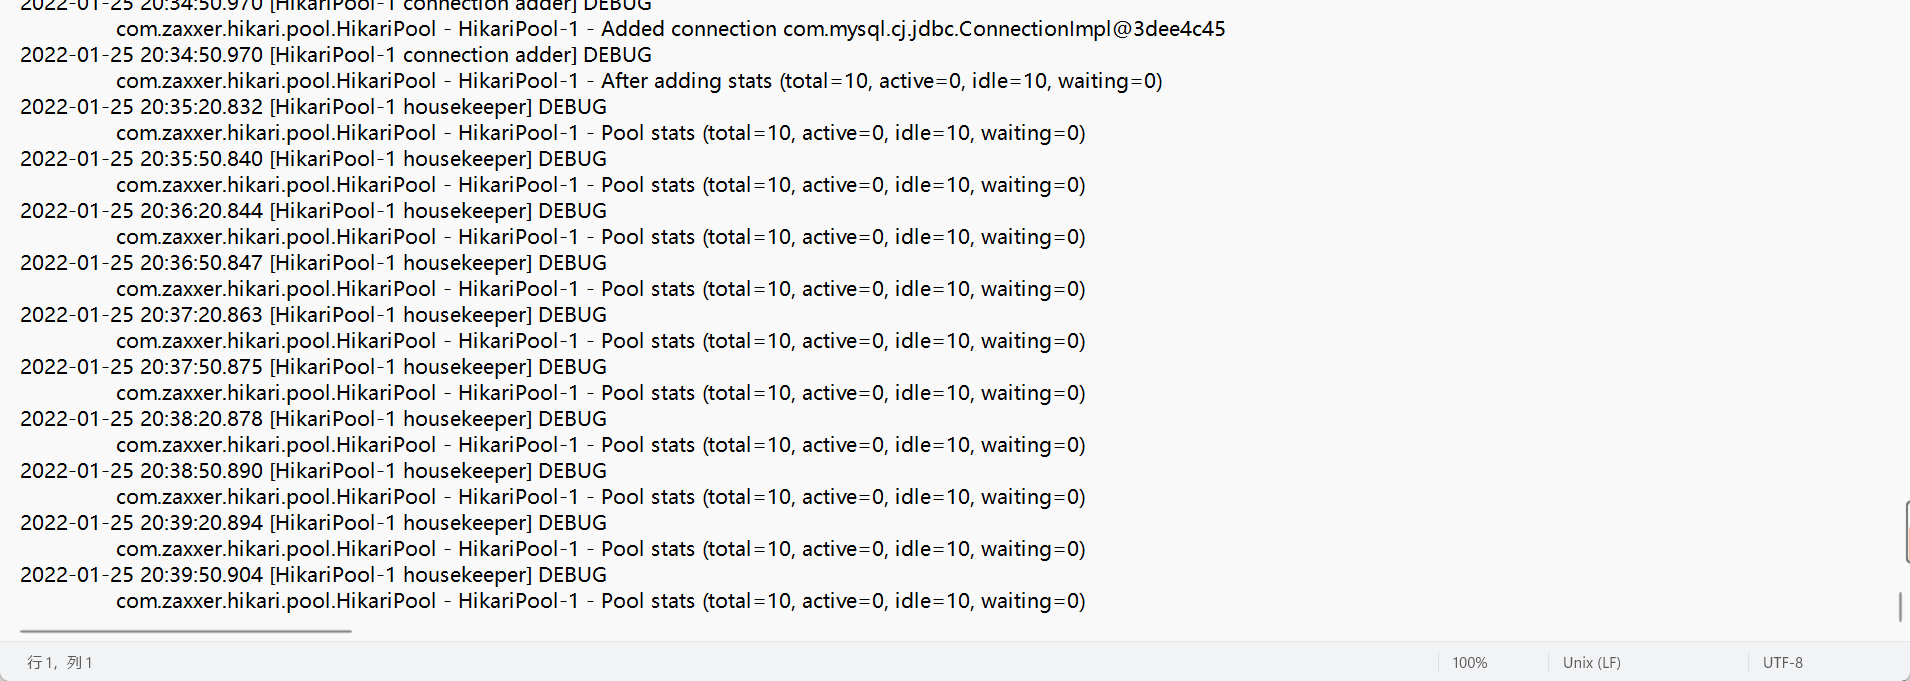 2022-01-25 20:34:50.970 [HikariPool-1 connection adder] DEBUG
com.zaxxer.hikari.pool.HikariPool - HikariPool-1 - Added connection com.mysql.cj.jdbc.ConnectionImpl@3dee4c45
2022-01-25 20:34:50.970 [HikariPool-1 connection adder] DEBUG
com.zaxxer.hikari.pool.HikariPool - HikariPool-1 - After adding stats (total=10, active=0, idle=10, waiting=0)
2022-01-25 20:35:20.832 [HikariPool-1 housekeeper] DEBUG
com.zaxxer.hikari.pool.HikariPool - HikariPool-1 - Pool stats (total=10, active=0, idle=10, waiting=0)
2022-01-25 20:35:50.840 [HikariPool-1 housekeeper] DEBUG
com.zaxxer.hikari.pool.HikariPool - HikariPool-1 - Pool stats (total=10, active=0, idle=10, waiting=0)
2022-01-25 20:36:20.844 [HikariPool-1 housekeeper] DEBUG
com.zaxxer.hikari.pool.HikariPool - HikariPool-1 - Pool stats (total=10, active=0, idle=10, waiting=0)
2022-01-25 20:36:50.847 [HikariPool-1 housekeeper] DEBUG
com.zaxxer.hikari.pool.HikariPool - HikariPool-1 - Pool stats (total=10, active=0, idle=10, waiting=0)
2022-01-25 20:37:20.863 [HikariPool-1 housekeeper] DEBUG
com.zaxxer.hikari.pool.HikariPool - HikariPool-1 - Pool stats (total=10, active=0, idle=10, waiting=0)
2022-01-25 20:37:50.875 [HikariPool-1 housekeeper] DEBUG
com.zaxxer.hikari.pool.HikariPool - HikariPool-1 - Pool stats (total=10, active=0, idle=10, waiting=0)
2022-01-25 20:38:20.878 [HikariPool-1 housekeeper] DEBUG
com.zaxxer.hikari.pool.HikariPool - HikariPool-1 - Pool stats (total=10, active=0, idle=10, waiting=0)
2022-01-25 20:38:50.890 [HikariPool-1 housekeeper] DEBUG
com.zaxxer.hikari.pool.HikariPool - HikariPool-1 - Pool stats (total=10, active=0, idle=10, waiting=0)
2022-01-25 20:39:20.894 [HikariPool-1 housekeeper] DEBUG
com.zaxxer.hikari.pool.HikariPool - HikariPool-1 - Pool stats (total=10, active=0, idle=10, waiting=0)
2022-01-25 20:39:50.904 [HikariPool-1 housekeeper] DEBUG
com.zaxxer.hikari.pool.HikariPool - HikariPool-1 - Pool stats (total=10, active=0, idle=10, waiting=0)
行 1, 列 1 100% Unix (LF) UTF-8